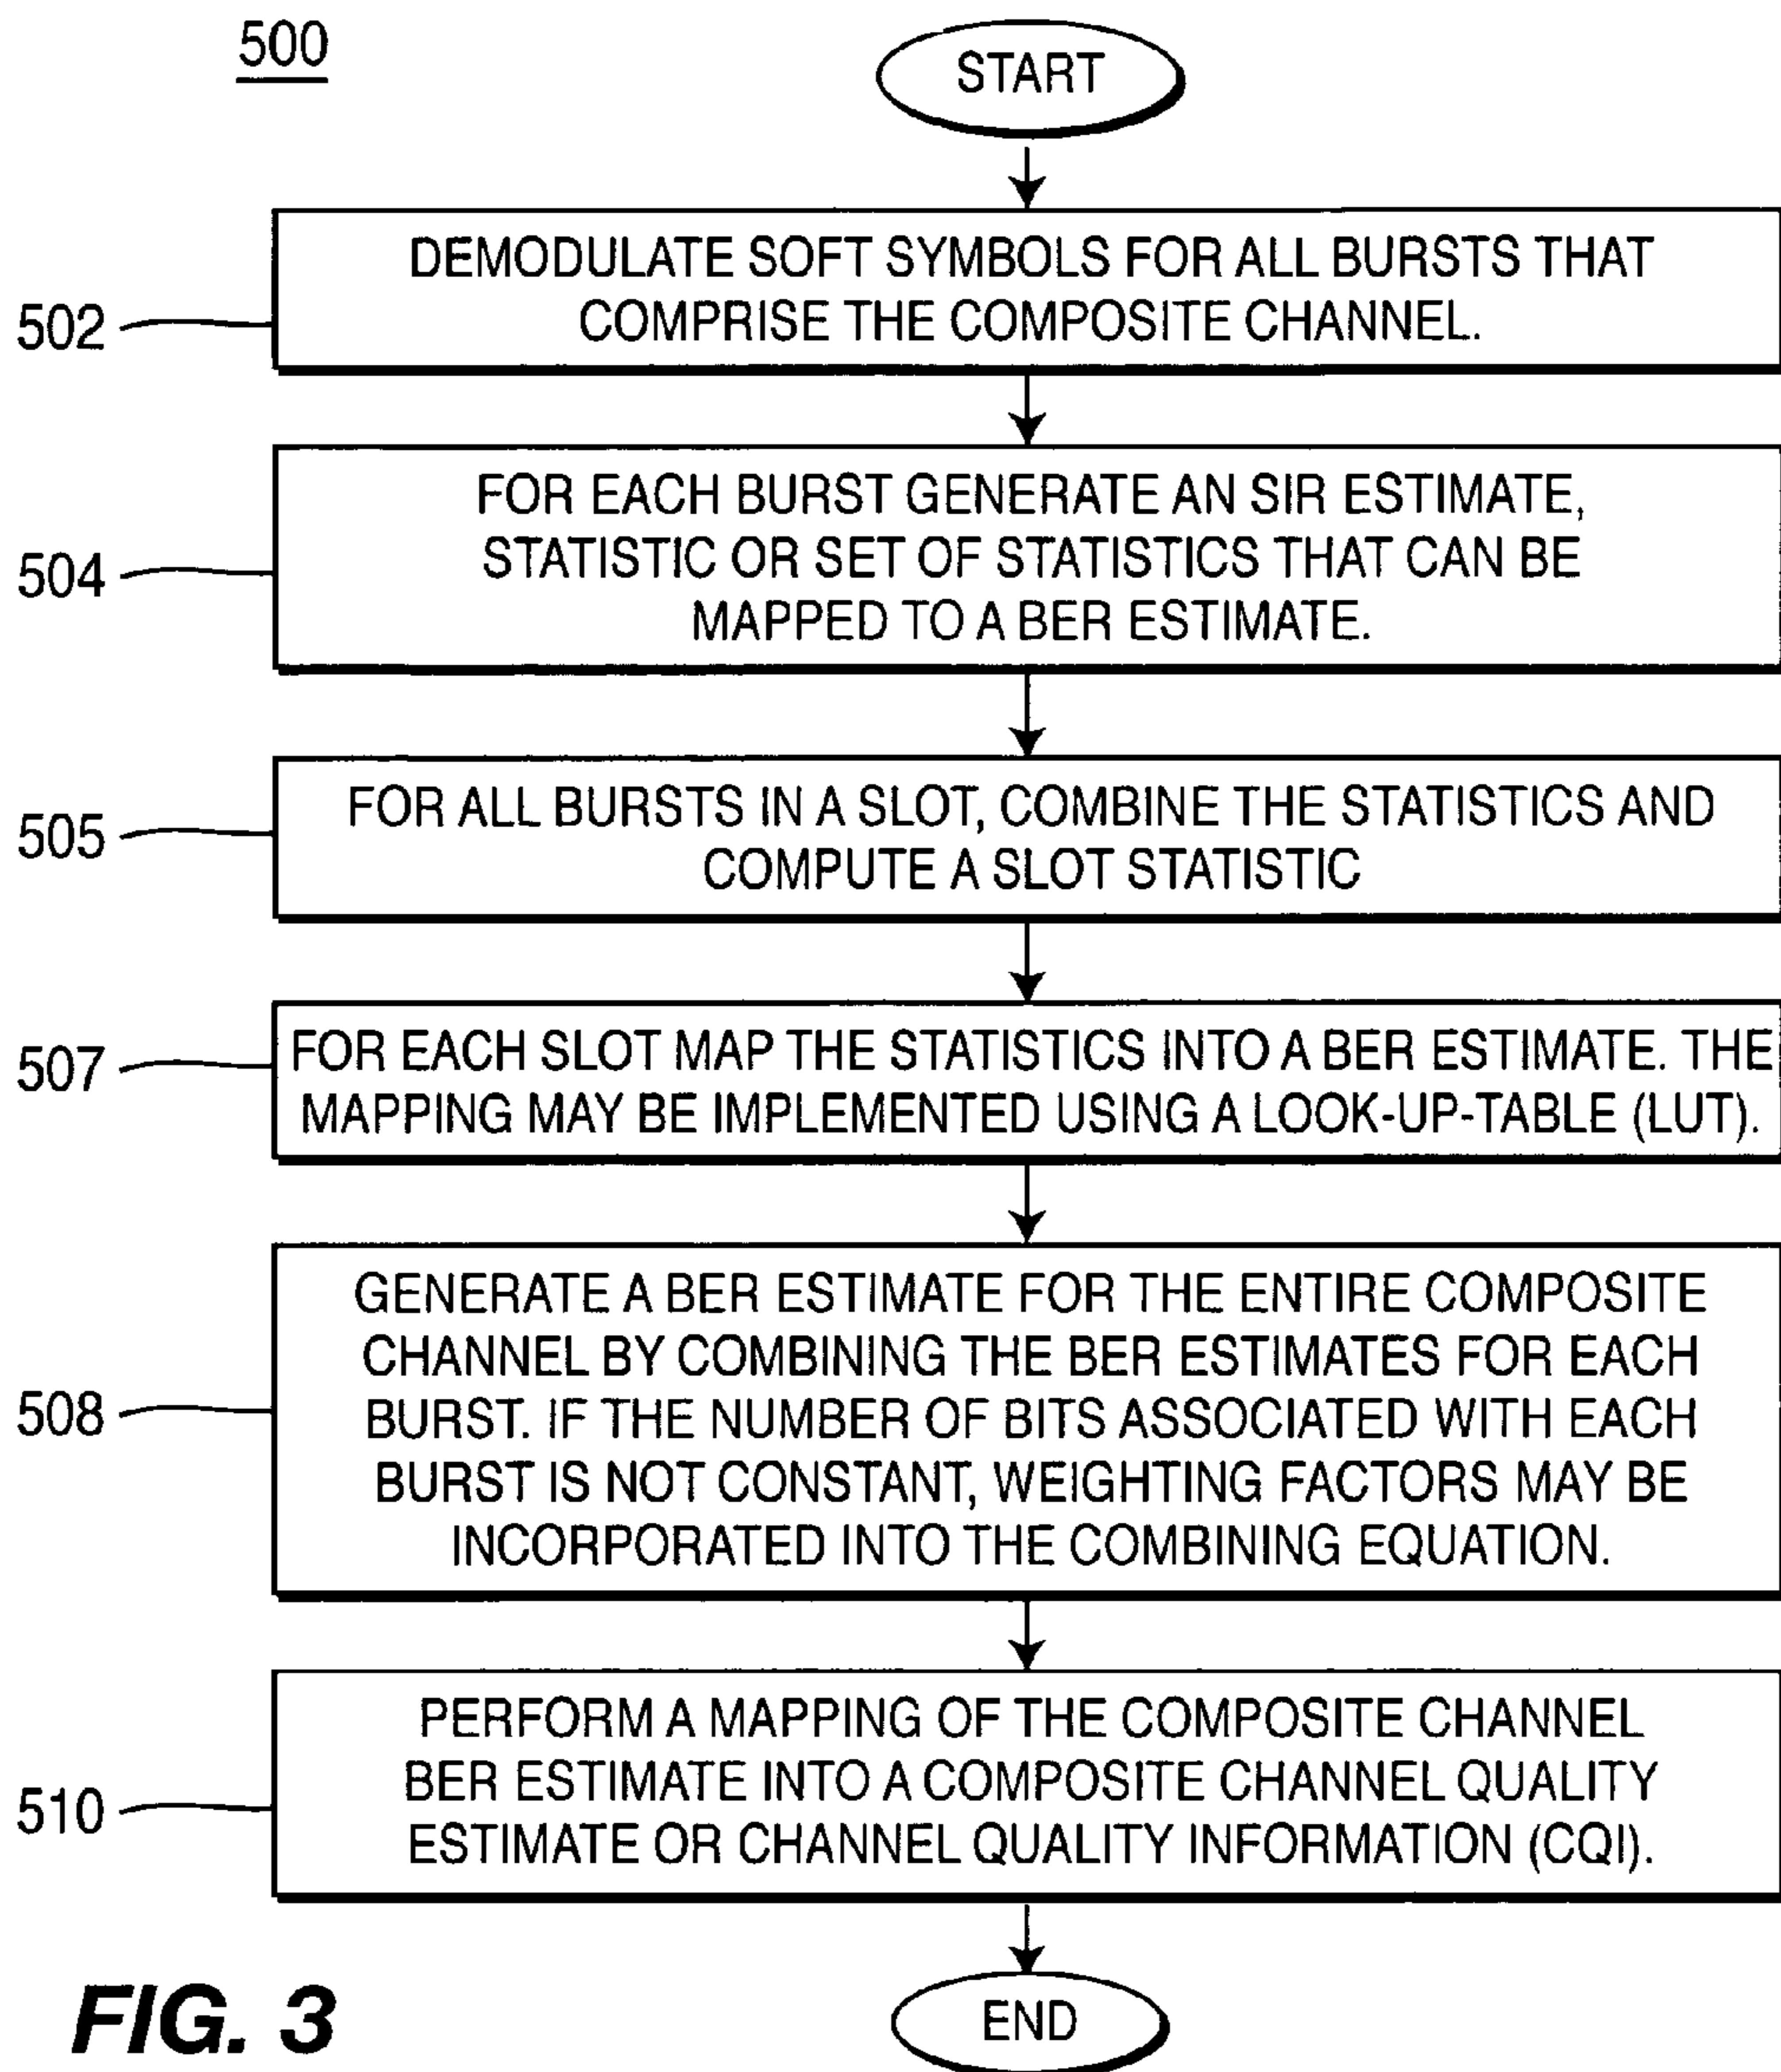 500
START
DEMODULATE SOFT SYMBOLS FOR ALL BURSTS THAT
COMPRISE THE COMPOSITE CHANNEL.
502
FOR EACH BURST GENERATE AN SIR ESTIMATE,
STATISTIC OR SET OF STATISTICS THAT CAN BE
MAPPED TO A BER ESTIMATE.
504
FOR ALL BURSTS IN A SLOT, COMBINE THE STATISTICS AND
COMPUTE A SLOT STATISTIC
505
FOR EACH SLOT MAP THE STATISTICS INTO A BER ESTIMATE. THE
MAPPING MAY BE IMPLEMENTED USING A LOOK-UP-TABLE (LUT).
507
GENERATE A BER ESTIMATE FOR THE ENTIRE COMPOSITE
CHANNEL BY COMBINING THE BER ESTIMATES FOR EACH
BURST. IF THE NUMBER OF BITS ASSOCIATED WITH EACH
BURST IS NOT CONSTANT, WEIGHTING FACTORS MAY BE
INCORPORATED INTO THE COMBINING EQUATION.
508
PERFORM A MAPPING OF THE COMPOSITE CHANNEL
BER ESTIMATE INTO A COMPOSITE CHANNEL QUALITY
ESTIMATE OR CHANNEL QUALITY INFORMATION (CQI).
510
END
FIG. 3